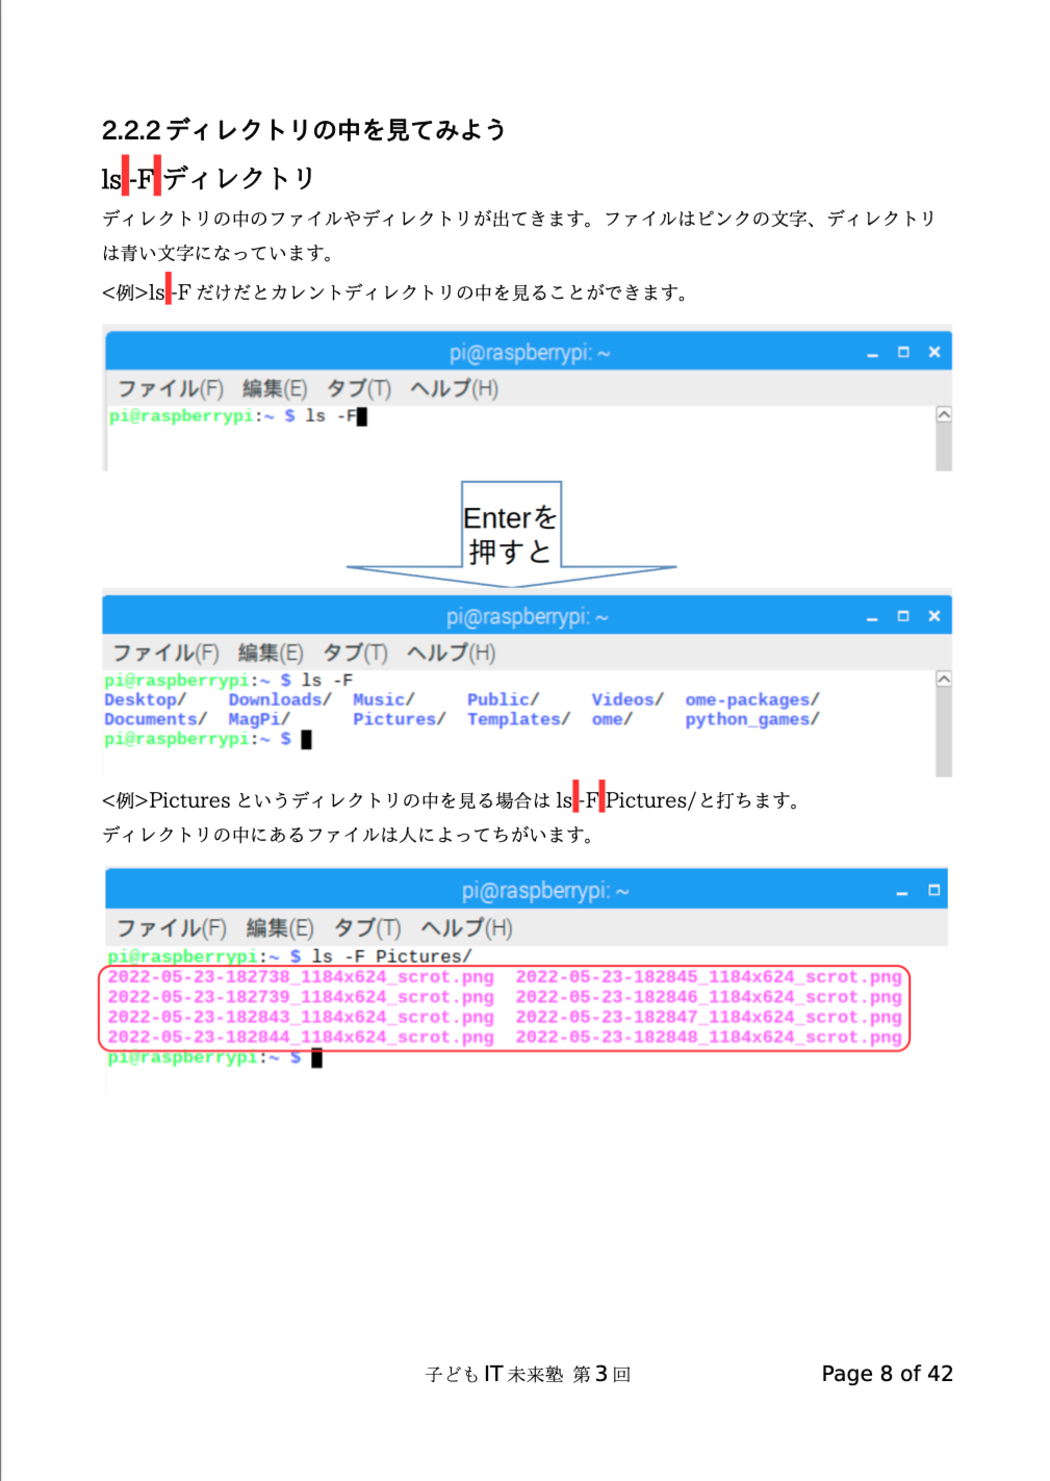 2.2.2ディレクトリの中を見てみよう
ls -F ディレクトリ
ディレクトリの中のファイルやディレクトリが出てきます。ファイルはピンクの文字、ディレクトリ
は青い文字になっています。
<例>ls -F だけだとカレントディレクトリの中を見ることができます。
pi@raspberrypi: ~
ファイル(F) 編集(E) タブ(T) ヘルプ(H)
pi@raspberrypi:~ $ ls -F
Enterを
押すと
pi@raspberrypi: ~
ファイル(F) 編集(E) タブ(T) ヘルプ(H)
pi@raspberrypi:~ $ ls -F
Desktop/ Downloads/ Music/ Public/ Videos/ ome-packages/
Documents/ MagPi/ Pictures/ Templates/ ome/ python_games/
pi@raspberrypi:~ $
<例>Pictures というディレクトリの中を見る場合は ls -F Pictures/と打ちます。
ディレクトリの中にあるファイルは人によってちがいます。
pi@raspberrypi: ~
ファイル(F) 編集(E) タブ(T) ヘルプ(H)
pi@raspberrypi:~ $ ls -F Pictures/
2022-05-23-182738_1184x624_scrot.png 2022-05-23-182845_1184x624_scrot.png
2022-05-23-182739_1184x624_scrot.png 2022-05-23-182846_1184x624_scrot.png
2022-05-23-182843_1184x624_scrot.png 2022-05-23-182847_1184x624_scrot.png
2022-05-23-182844_1184x624_scrot.png 2022-05-23-182848_1184x624_scrot.png
pi@raspberrypi:~ $
子ども IT 未来塾 第 3 回 Page 8 of 42